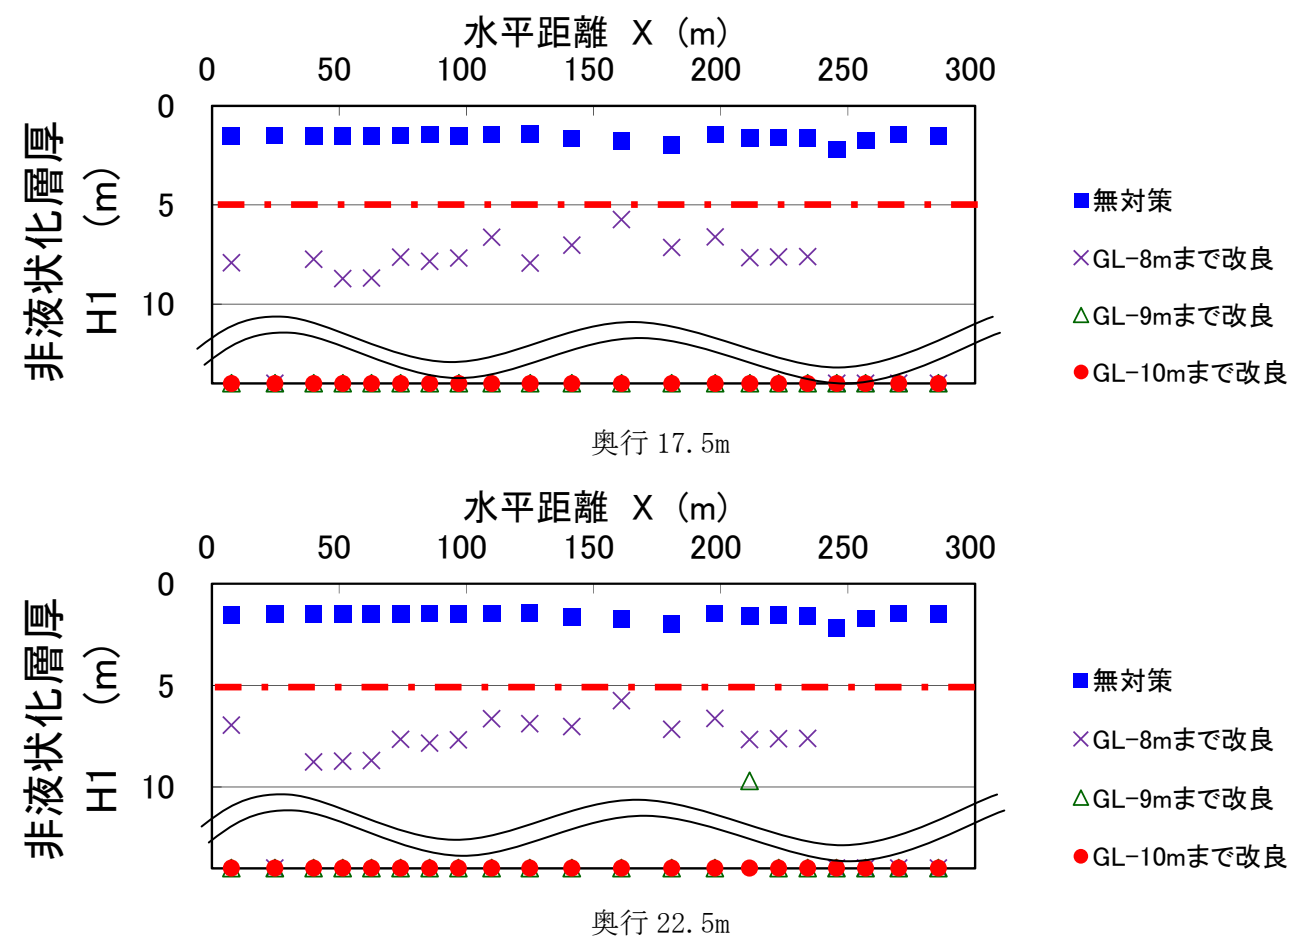 水平距離 X (m)
0 50 100 150 200 250 300
非液状化層厚
H1 (m)
0
5
10
■無対策
×GL-8mまで改良
△GL-9mまで改良
●GL-10mまで改良
奥行 17.5m
水平距離 X (m)
0 50 100 150 200 250 300
非液状化層厚
H1 (m)
0
5
10
■無対策
×GL-8mまで改良
△GL-9mまで改良
●GL-10mまで改良
奥行 22.5m